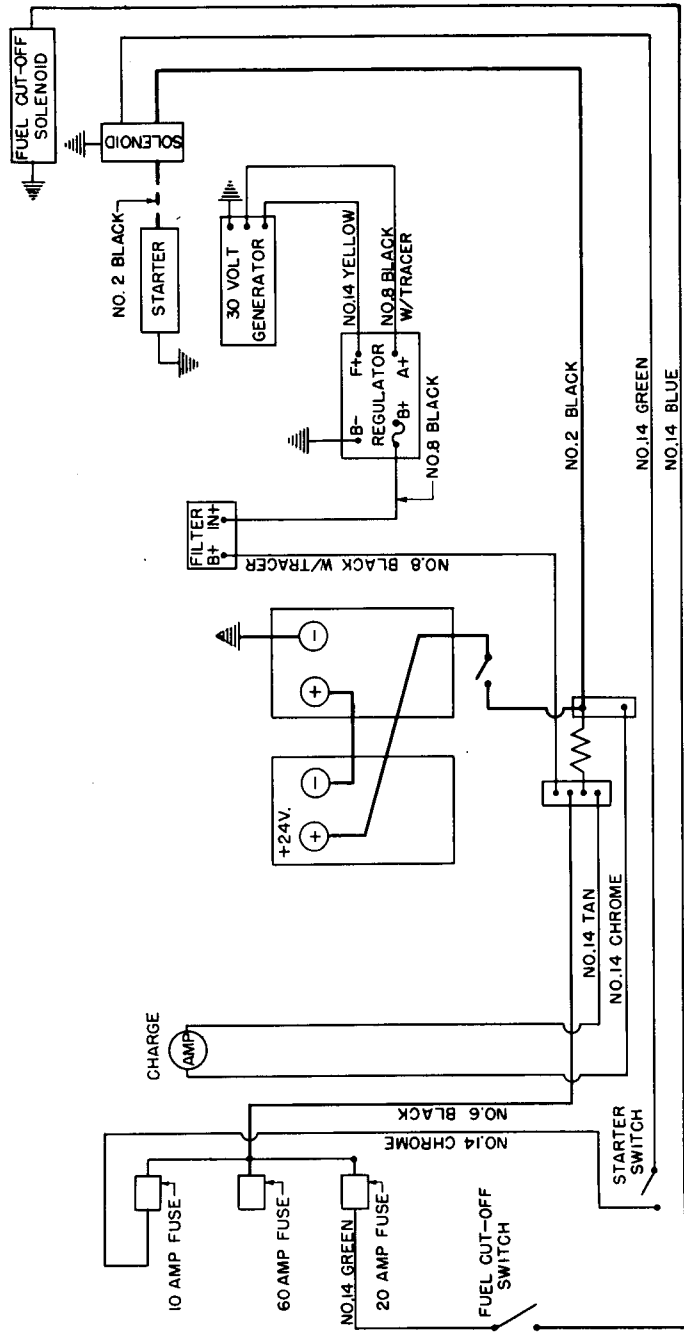 FUEL CUT-OFF
SOLENOID
SOLENOID
NO. 2 BLACK
STARTER
30 VOLT
GENERATOR
NO.14 YELLOW
NO.8 BLACK
W/TRACER
F+
A+
REGULATOR
B-
B+
NO.8 BLACK
FILTER
B+ IN+
NO.8 BLACK W/TRACER
NO.2 BLACK
NO.14 GREEN
NO.14 BLUE
+24V.
+
-
+
-
NO.14 TAN
NO.14 CHROME
CHARGE
AMP
NO.6 BLACK
NO.14 CHROME
10 AMP FUSE
60 AMP FUSE
NO.14 GREEN
20 AMP FUSE
FUEL CUT-OFF
SWITCH
STARTER
SWITCH